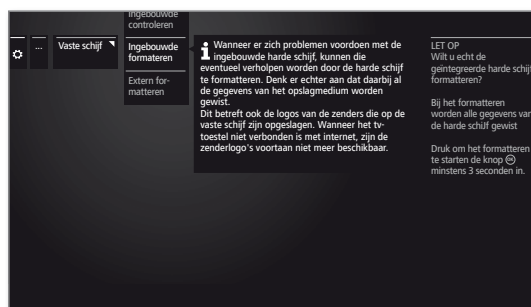 Ingebouwde
controleren
...
Vaste schijf
Ingebouwde
formateren
Extern for-
matteren
Wanneer er zich problemen voordoen met de
ingebouwde harde schijf, kunnen die
eventueel verholpen worden door de harde schijf
te formatteren. Denk er echter aan dat daarbij al
de gegevens van het opslagmedium worden
gewist.
Dit betreft ook de logos van de zenders die op de
vaste schijf zijn opgeslagen. Wanneer het tv-
toestel niet verbonden is met internet, zijn de
zenderlogo's voortaan niet meer beschikbaar.
LET OP
Wilt u echt de
geïntegreerde harde schijf
formatteren?
Bij het formatteren
worden alle gegevens van
de harde schiJf gewist
Druk om het formatteren
te starten de knop OK
minstens 3 seconden in.